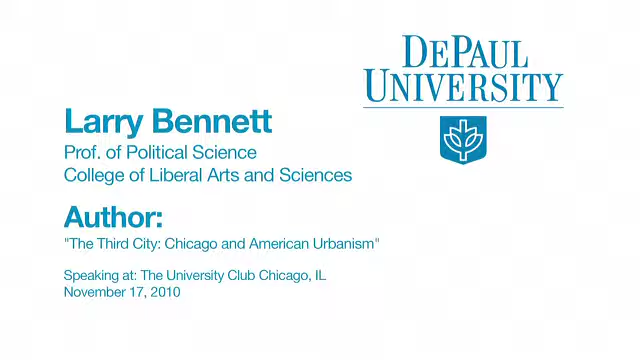 DEPAUL
UNIVERSITY
Larry Bennett
Prof. of Political Science
College of Liberal Arts and Sciences
Author:
"The Third City: Chicago and American Urbanism"
Speaking at: The University Club Chicago, IL
November 17, 2010